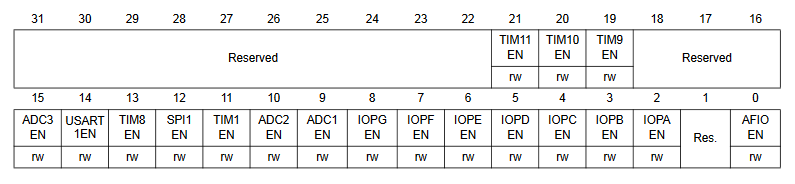 31 30 29 28 27 26 25 24 23 22 21 20 19 18 17 16
Reserved TIM11 EN TIM10 EN TIM9 EN Reserved
rw rw rw
15 14 13 12 11 10 9 8 7 6 5 4 3 2 1 0
ADC3 USART TIM8 SPI1 TIM1 ADC2 ADC1 IOPG IOPF IOPE IOPD IOPC IOPB IOPA Res. AFIO
EN 1EN EN EN EN EN EN EN EN EN EN EN EN EN EN
rw rw rw rw rw rw rw rw rw rw rw rw rw rw rw